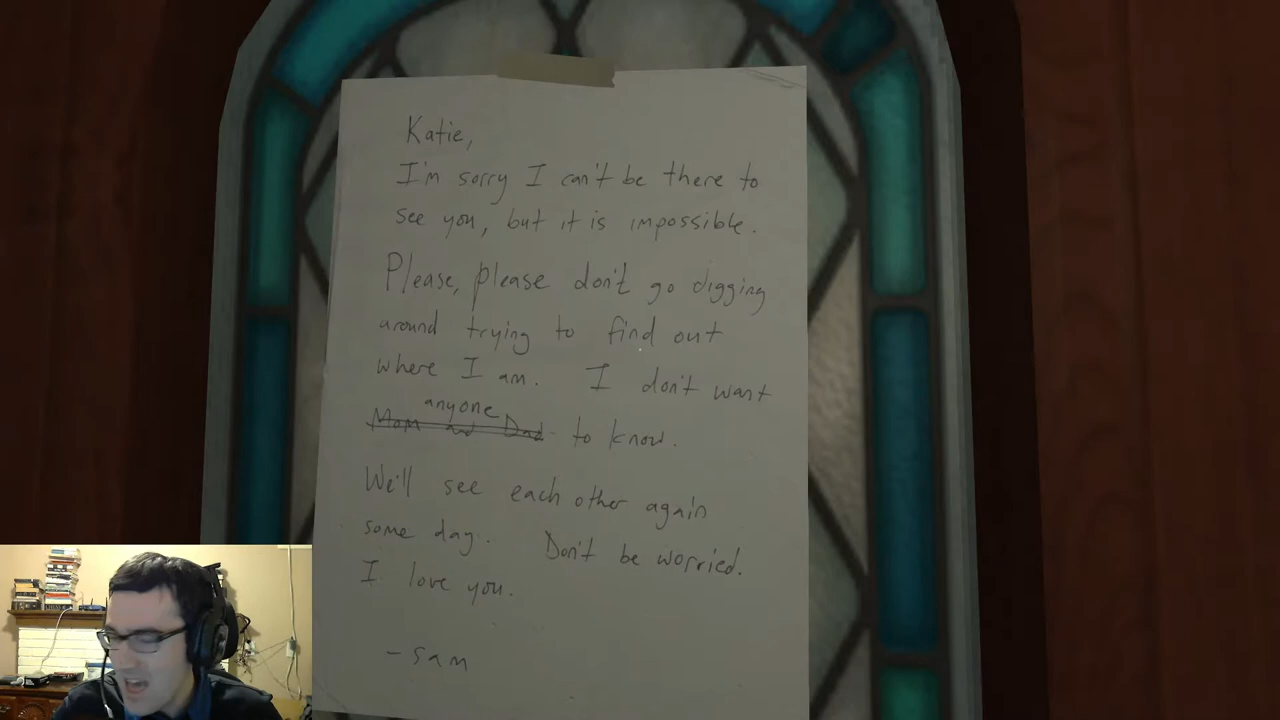 Katie,
I'm sorry I can't be there to
see you, but it is impossible.
Please, please don't go digging
around trying to find out
where I am. I don't want
anyone
Mom and Dad to know.
We'll see each other again
some day. Don't be worried.
I love you.
-Sam